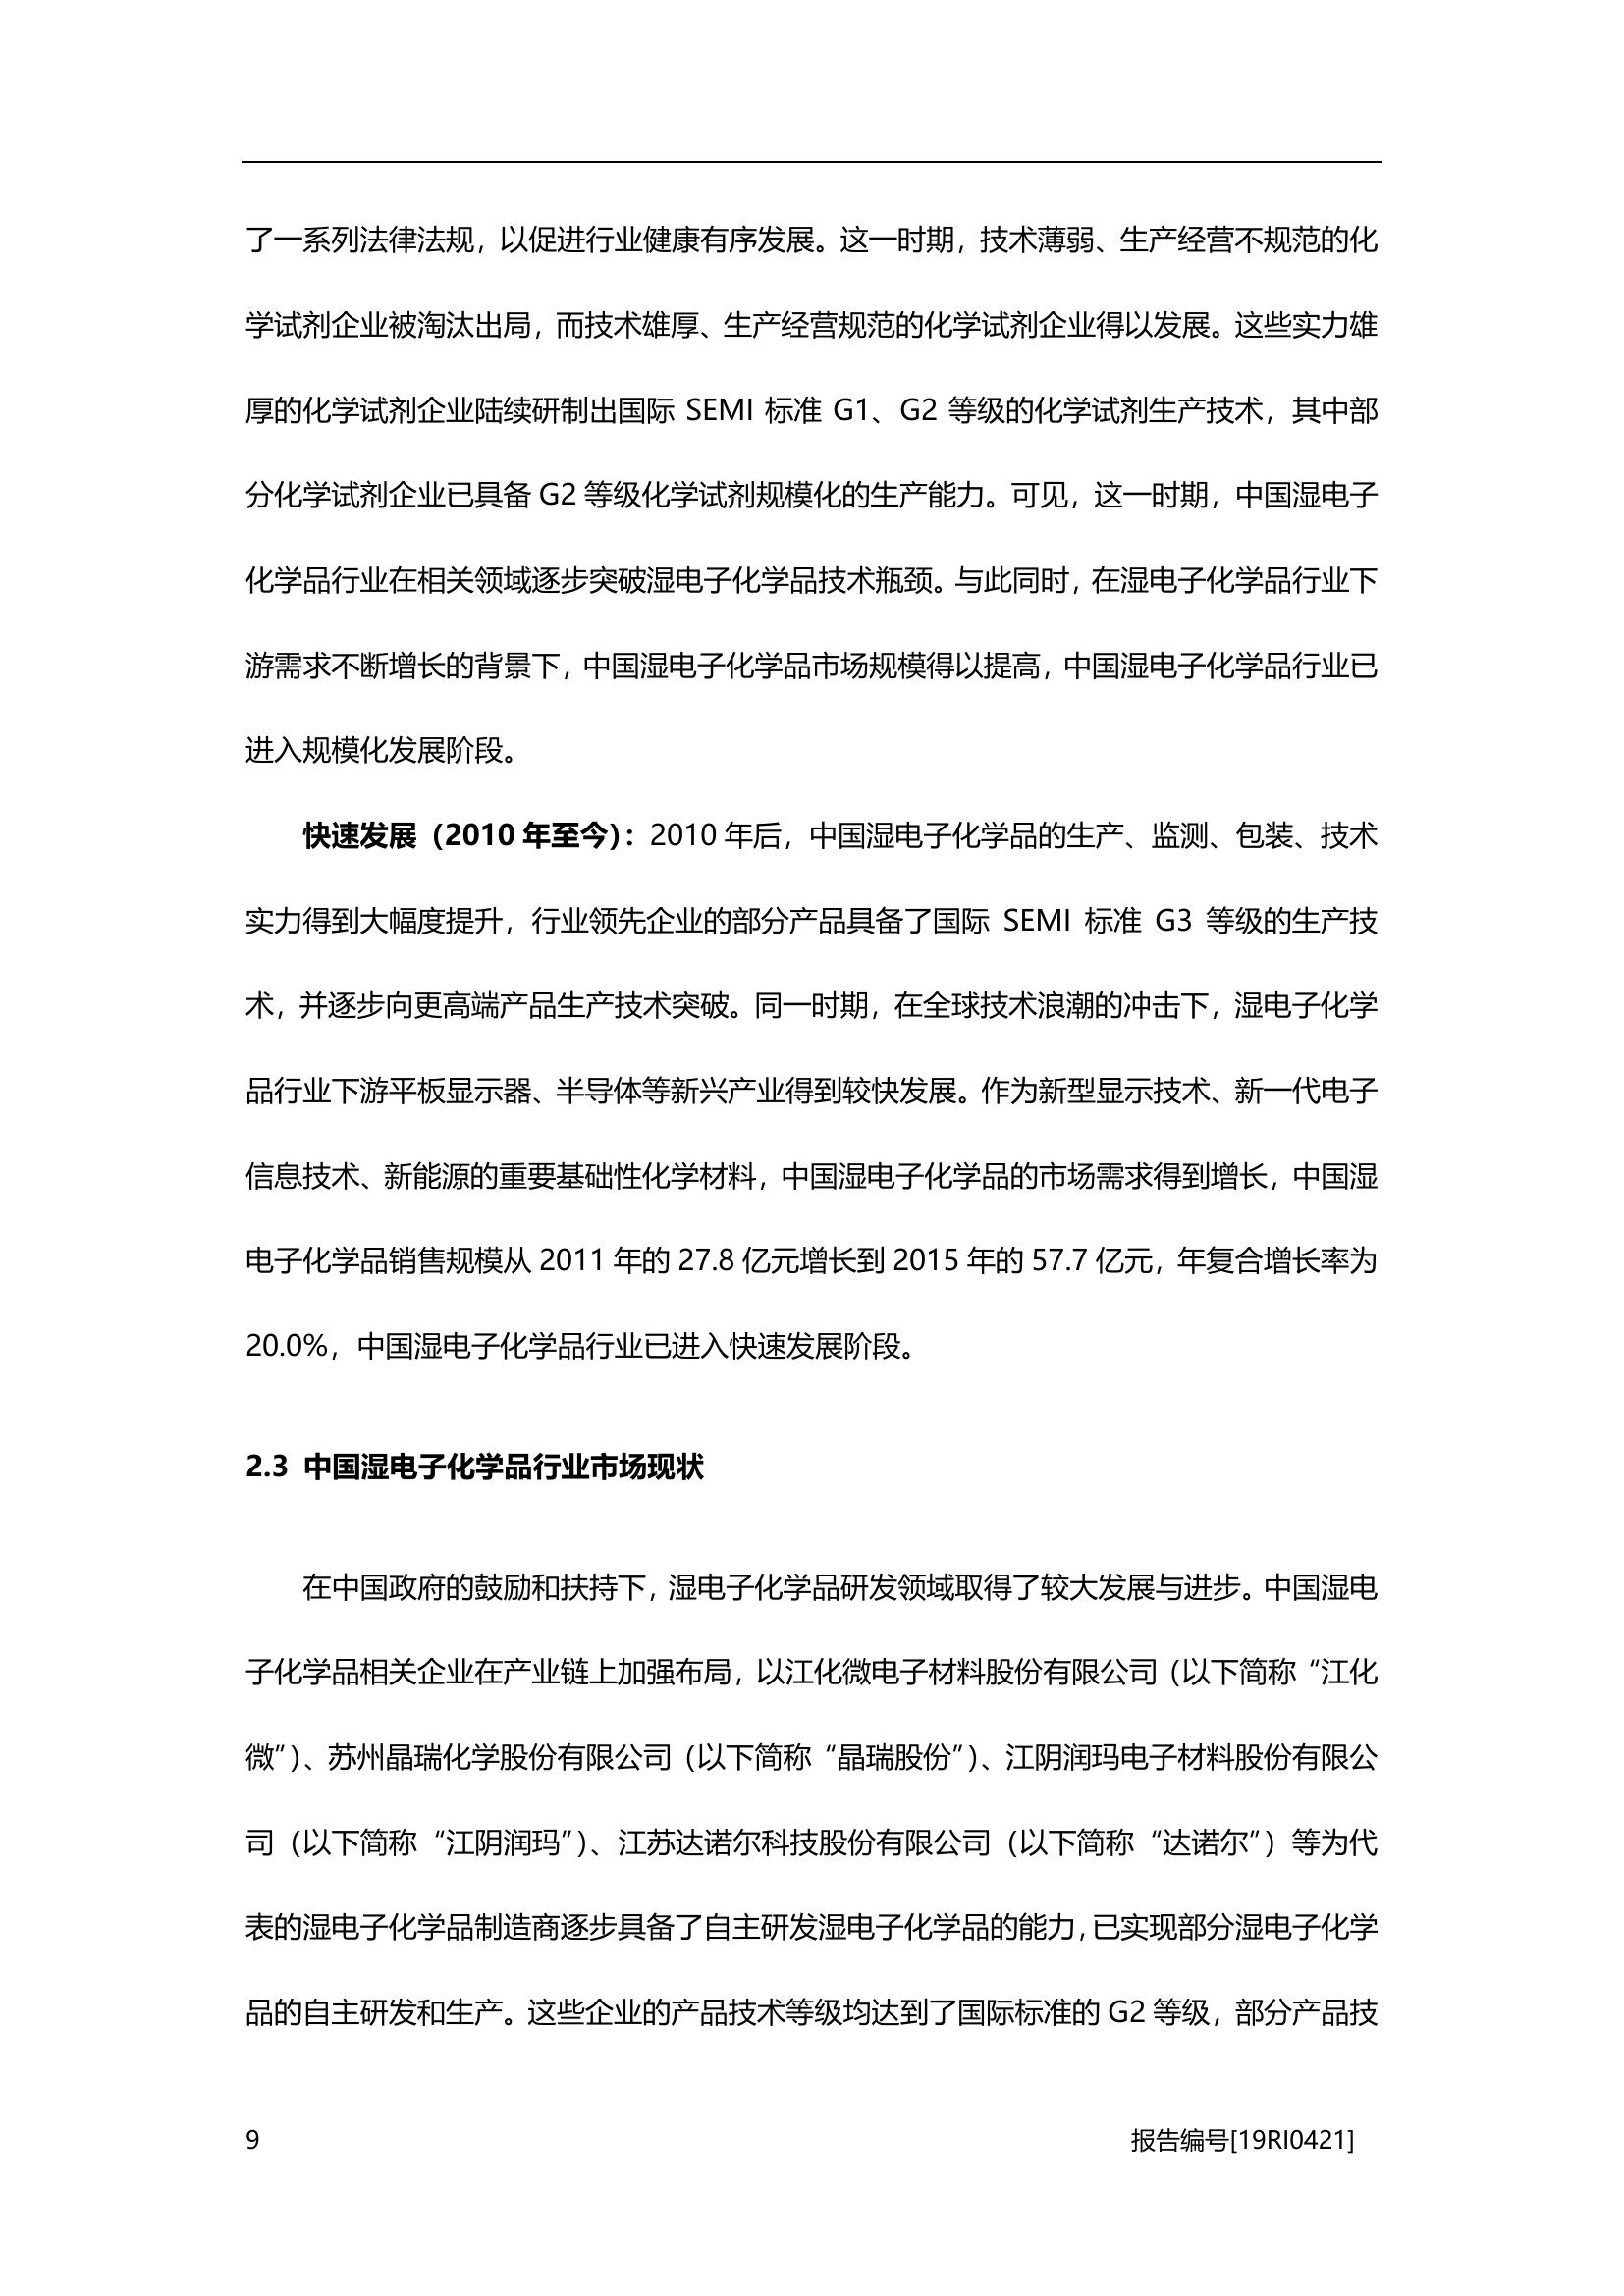 了一系列法律法规，以促进行业健康有序发展。这一时期，技术薄弱、生产经营不规范的化
学试剂企业被淘汰出局，而技术雄厚、生产经营规范的化学试剂企业得以发展。这些实力雄
厚的化学试剂企业陆续研制出国际 SEMI 标准 G1、G2 等级的化学试剂生产技术，其中部
分化学试剂企业已具备 G2 等级化学试剂规模化的生产能力。可见，这一时期，中国湿电子
化学品行业在相关领域逐步突破湿电子化学品技术瓶颈。与此同时，在湿电子化学品行业下
游需求不断增长的背景下，中国湿电子化学品市场规模得以提高，中国湿电子化学品行业已
进入规模化发展阶段。
快速发展（2010 年至今）：2010 年后，中国湿电子化学品的生产、监测、包装、技术
实力得到大幅度提升，行业领先企业的部分产品具备了国际 SEMI 标准 G3 等级的生产技
术，并逐步向更高端产品生产技术突破。同一时期，在全球技术浪潮的冲击下，湿电子化学
品行业下游平板显示器、半导体等新兴产业得到较快发展。作为新型显示技术、新一代电子
信息技术、新能源的重要基础性化学材料，中国湿电子化学品的市场需求得到增长，中国湿
电子化学品销售规模从 2011 年的 27.8 亿元增长到 2015 年的 57.7 亿元，年复合增长率为
20.0%，中国湿电子化学品行业已进入快速发展阶段。
2.3 中国湿电子化学品行业市场现状
在中国政府的鼓励和扶持下，湿电子化学品研发领域取得了较大发展与进步。中国湿电
子化学品相关企业在产业链上加强布局，以江化微电子材料股份有限公司（以下简称“江化
微”）、苏州晶瑞化学股份有限公司（以下简称“晶瑞股份”）、江阴润玛电子材料股份有限公
司（以下简称“江阴润玛”）、江苏达诺尔科技股份有限公司（以下简称“达诺尔”）等为代
表的湿电子化学品制造商逐步具备了自主研发湿电子化学品的能力，已实现部分湿电子化学
品的自主研发和生产。这些企业的产品技术等级均达到了国际标准的 G2 等级，部分产品技
9 报告编号[19RI0421]